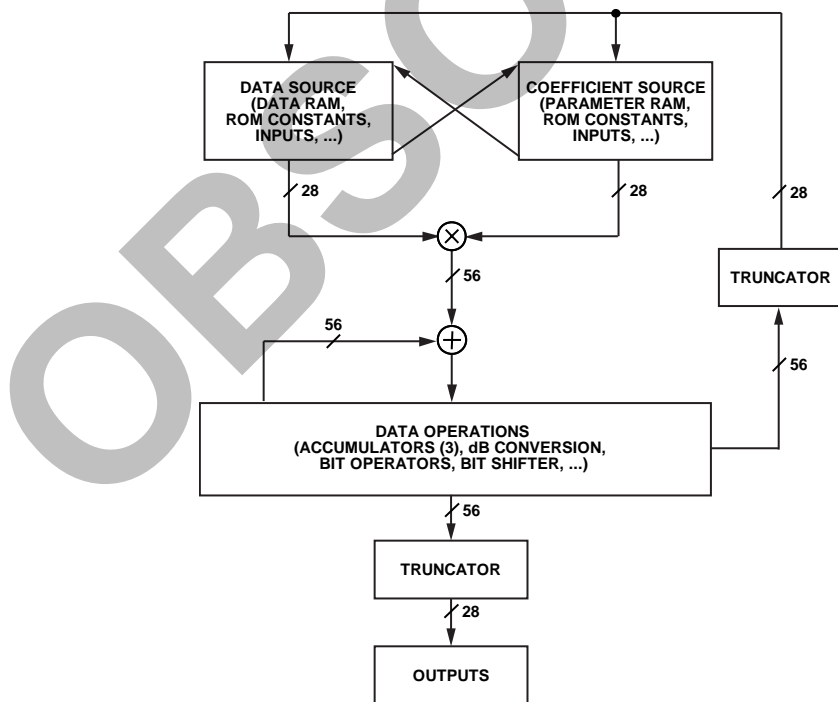 DATA SOURCE
(DATA RAM,
ROM CONSTANTS,
INPUTS, ...)
COEFFICIENT SOURCE
(PARAMETER RAM,
ROM CONSTANTS,
INPUTS, ...)
28
28
28
TRUNCATOR
56
56
56
DATA OPERATIONS
(ACCUMULATORS (3), dB CONVERSION,
BIT OPERATORS, BIT SHIFTER, ...)
56
TRUNCATOR
28
OUTPUTS
OBSO